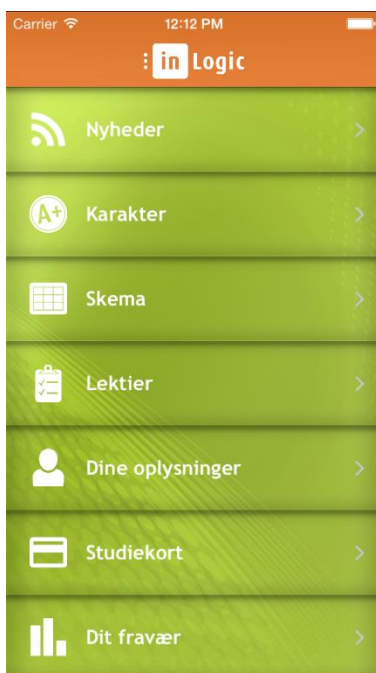 Carrier 12:12 PM
in Logic
Nyheder
A+
Karakter
Skema
Lektier
Dine oplysninger
Studiekort
Dit fravær